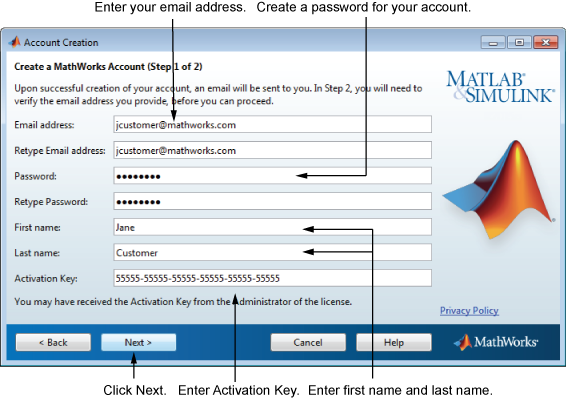 Enter your email address. Create a password for your account.
Account Creation
Create a MathWorks Account (Step 1 of 2)
Upon successful creation of your account, an email will be sent to you. In Step 2, you will need to
verify the email address you provide, before you can proceed.
MATLAB®
&SIMULINK®
Email address: jcustomer@mathworks.com
Retype Email address: jcustomer@mathworks.com
Password: ●●●●●●●●
Retype Password: ●●●●●●●●
First name: Jane
Last name: Customer
Activation Key: 55555-55555-55555-55555-55555-55555
You may have received the Activation Key from the Administrator of the license.
Privacy Policy
< Back Next > Cancel Help MathWorks®
Click Next. Enter Activation Key. Enter first name and last name.